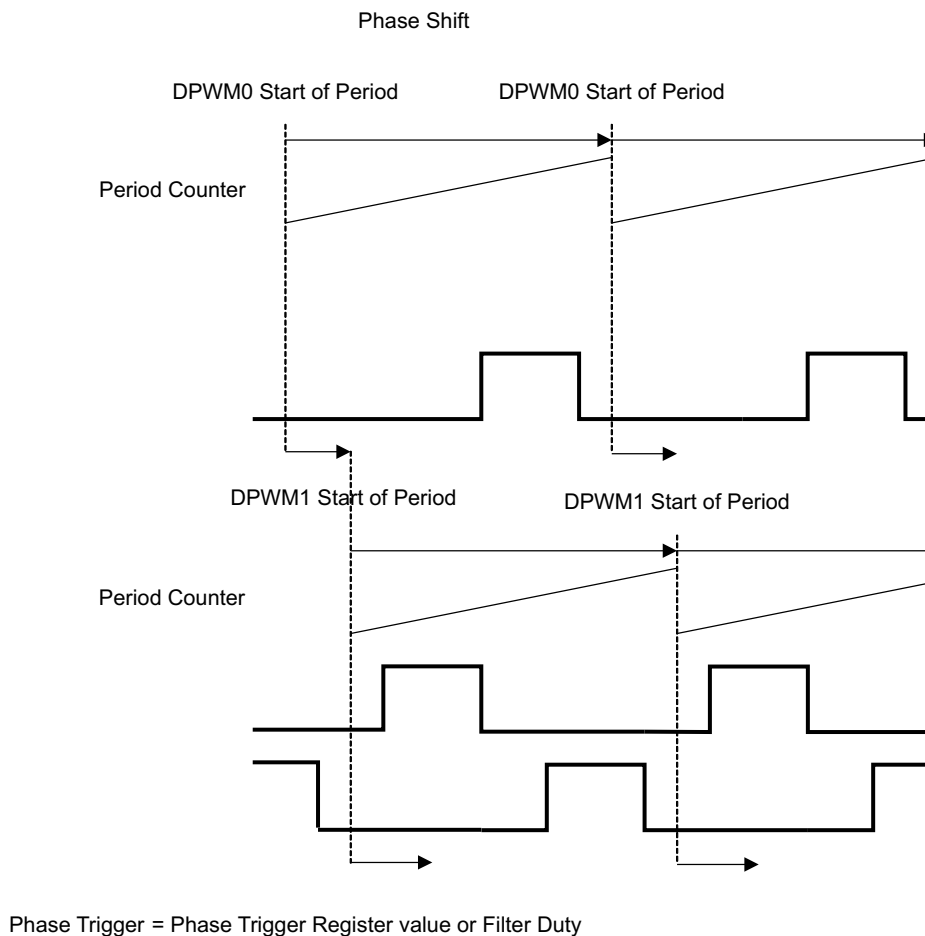 Phase Shift
DPWM0 Start of Period
DPWM0 Start of Period
Period Counter
DPWM1 Start of Period
DPWM1 Start of Period
Period Counter
Phase Trigger = Phase Trigger Register value or Filter Duty